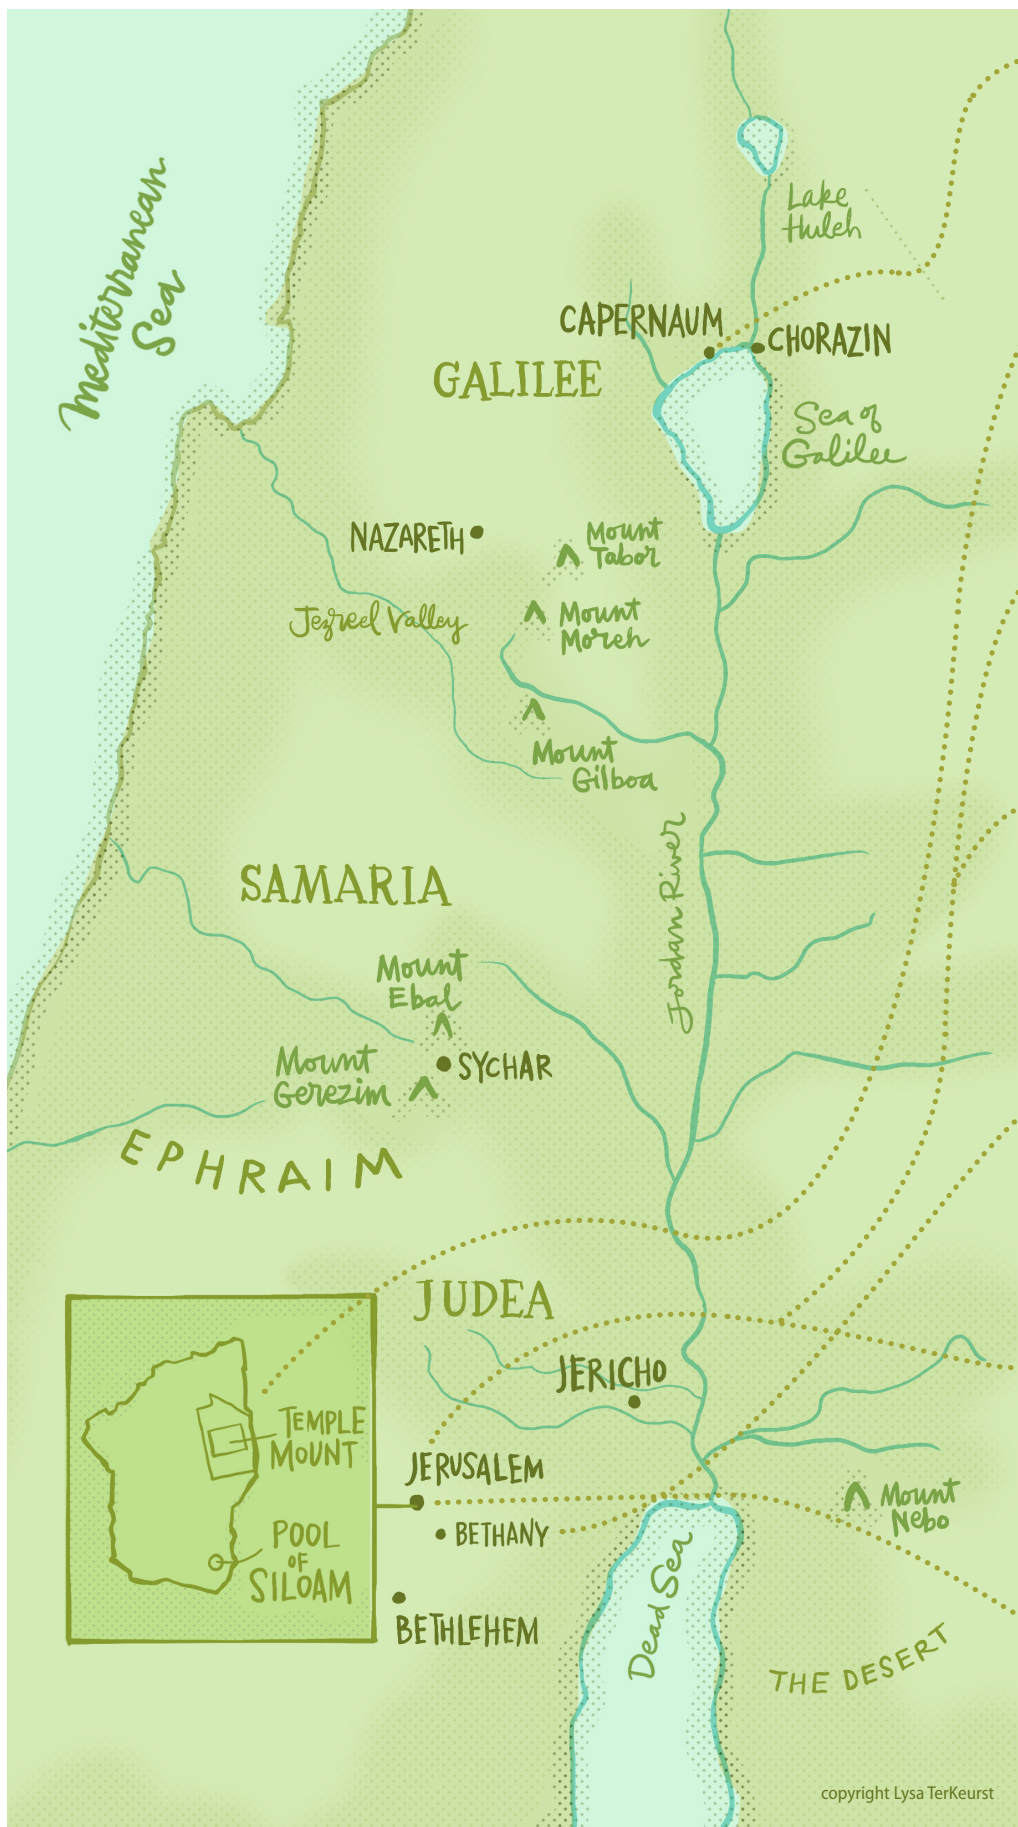 Mediterranean
Sea
Lake
Huleh
CAPERNAUM
CHORAZIN
GALILEE
Sea of
Galilee
NAZARETH
Mount
Tabor
Jezreel Valley
Mount
Moreh
Mount
Gilboa
Jordan River
SAMARIA
Mount
Ebal
SYCHAR
Mount
Gerezim
EPHRAIM
JUDEA
JERICHO
TEMPLE
MOUNT
JERUSALEM
BETHANY
Mount
Nebo
POOL
OF
SILOAM
BETHLEHEM
Dead Sea
THE DESERT
copyright Lysa TerKeurst